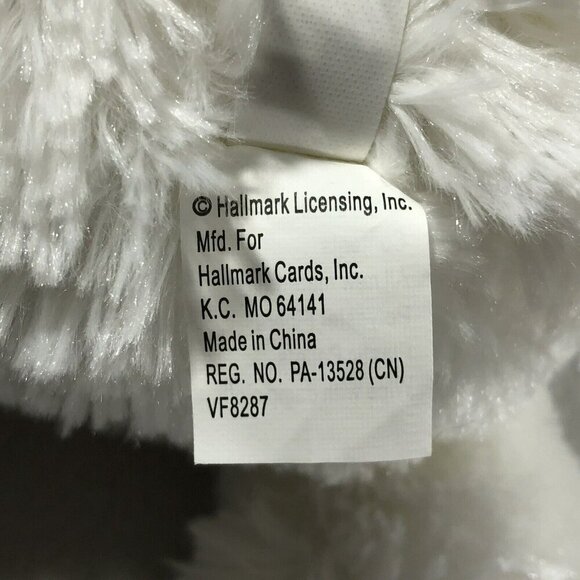 © Hallmark Licensing, Inc.
Mfd. For
Hallmark Cards, Inc.
K.C. MO 64141
Made in China
REG. NO. PA-13528 (CN)
VF8287